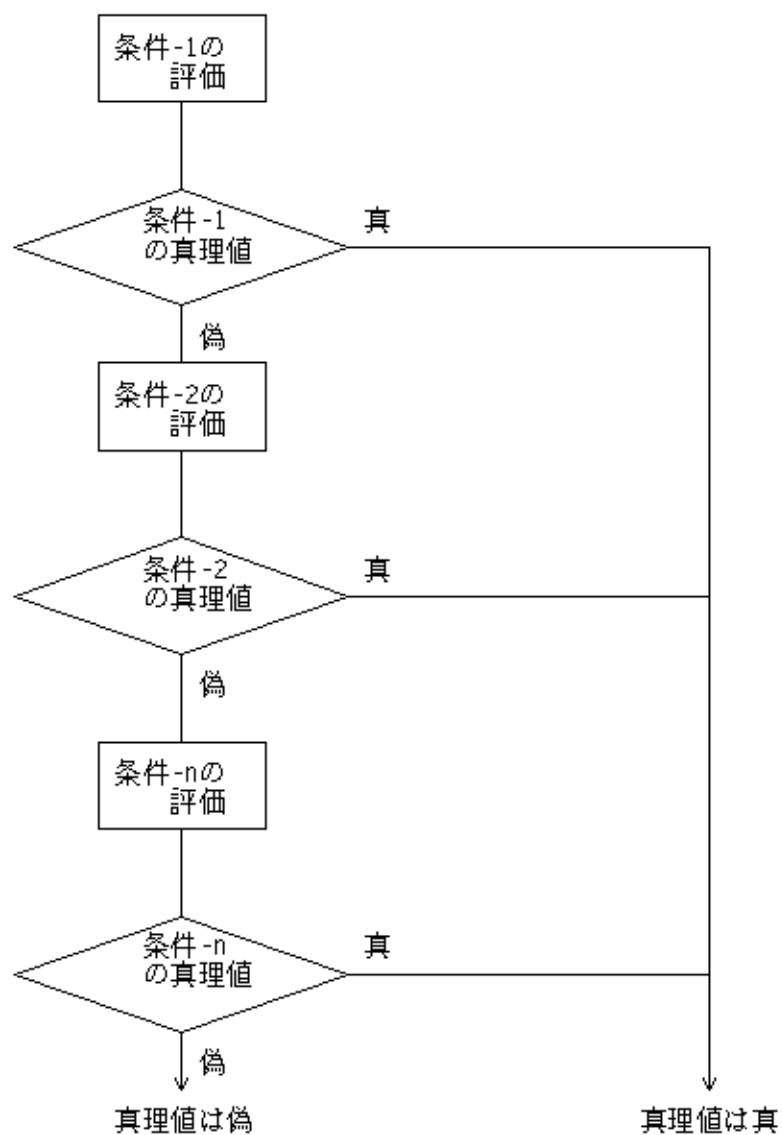 条件-1の
評価
条件-1
の真理値
真
偽
条件-2の
評価
条件-2
の真理値
真
偽
条件-nの
評価
条件-n
の真理値
真
偽
真理値は偽
真理値は真